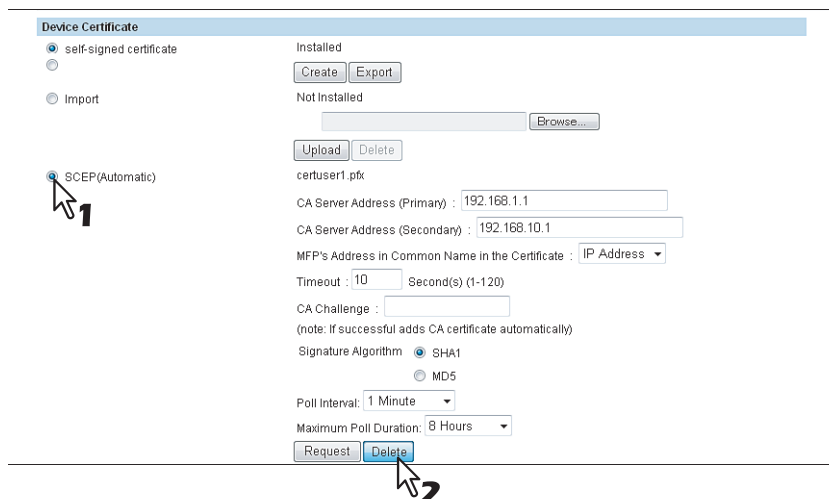 Device Certificate
self-signed certificate Installed
Create Export
Import Not Installed
Browse...
Upload Delete
SCEP(Automatic) certuser1.pfx
1
CA Server Address (Primary) : 192.168.1.1
CA Server Address (Secondary) : 192.168.10.1
MFP's Address in Common Name in the Certificate : IP Address
Timeout : 10 Second(s) (1-120)
CA Challenge :
(note: If successful adds CA certificate automatically)
Signature Algorithm SHA1
MD5
Poll Interval: 1 Minute
Maximum Poll Duration: 8 Hours
Request Delete
2